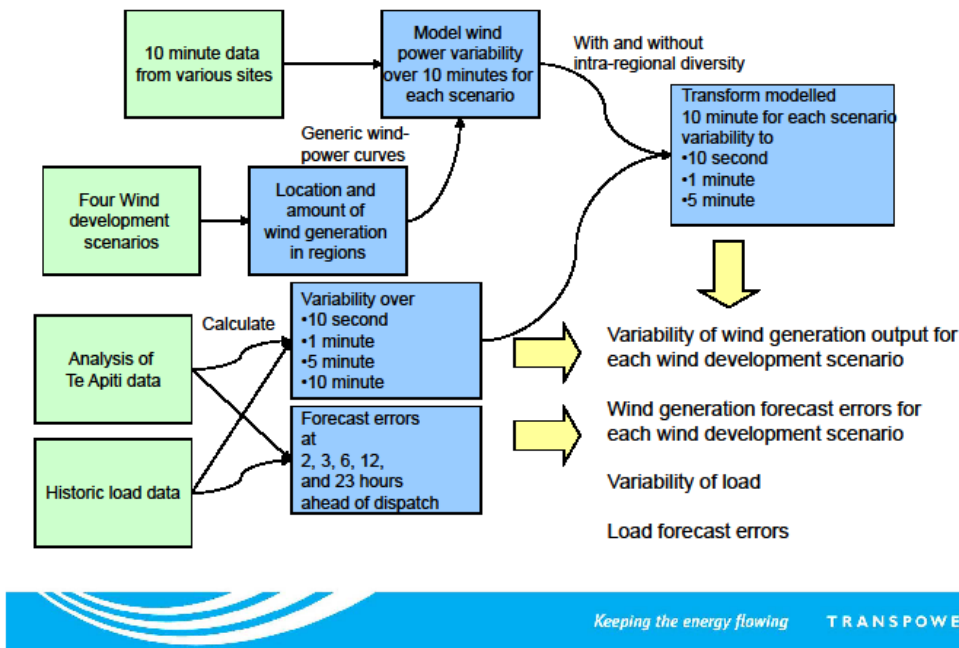 10 minute data
from various sites
Model wind
power variability
over 10 minutes for
each scenario
With and without
intra-regional diversity
Transform modelled
10 minute for each scenario
variability to
•10 second
•1 minute
•5 minute
Generic wind-
power curves
Four Wind
development
scenarios
Location and
amount of
wind generation
in regions
Calculate
Variability over
•10 second
•1 minute
•5 minute
•10 minute
Analysis of
Te Apiti data
Forecast errors
at
2, 3, 6, 12,
and 23 hours
ahead of dispatch
Historic load data
Variability of wind generation output for
each wind development scenario
Wind generation forecast errors for
each wind development scenario
Variability of load
Load forecast errors
Keeping the energy flowing
TRANSPOWE